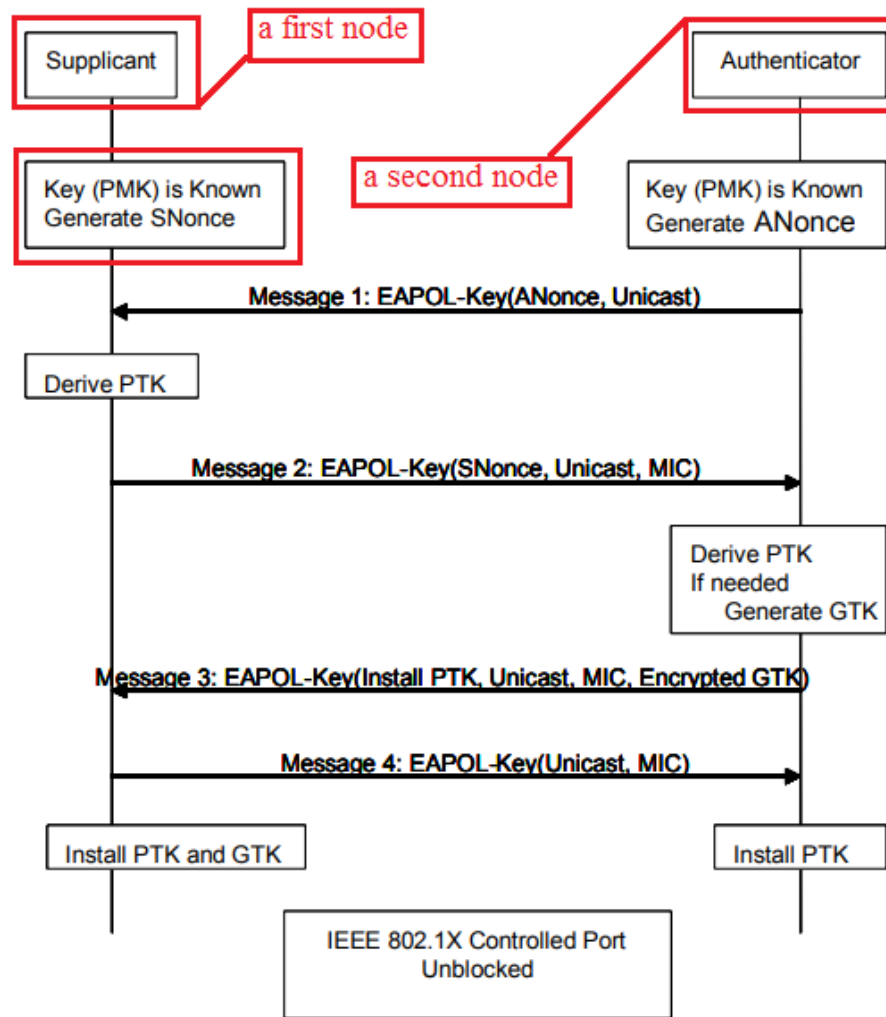 a first node
Supplicant
Authenticator
a second node
Key (PMK) is Known
Generate SNonce
Key (PMK) is Known
Generate ANonce
Message 1: EAPOL-Key(ANonce, Unicast)
Derive PTK
Message 2: EAPOL-Key(SNonce, Unicast, MIC)
Derive PTK
If needed
Generate GTK
Message 3: EAPOL-Key(Install PTK, Unicast, MIC, Encrypted GTK)
Message 4: EAPOL-Key(Unicast, MIC)
Install PTK and GTK
Install PTK
IEEE 802.1X Controlled Port
Unblocked